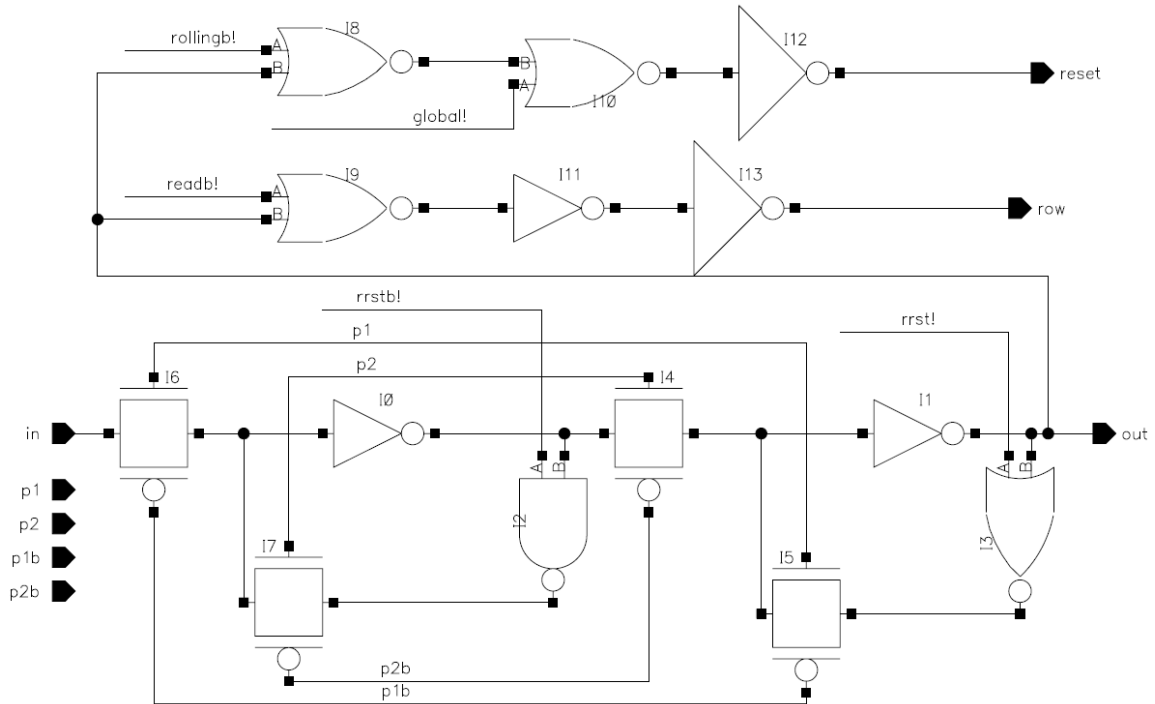 I8
rollingb!
A
B
I12
B
A
I10
reset
global!
I9
readb!
A
B
I11
I13
row
rrstb!
rrst!
p1
p2
I6
I4
I0
I1
in
out
A
B
A
B
p1
I2
p2
I7
I5
I3
p1b
p2b
p2b
p1b